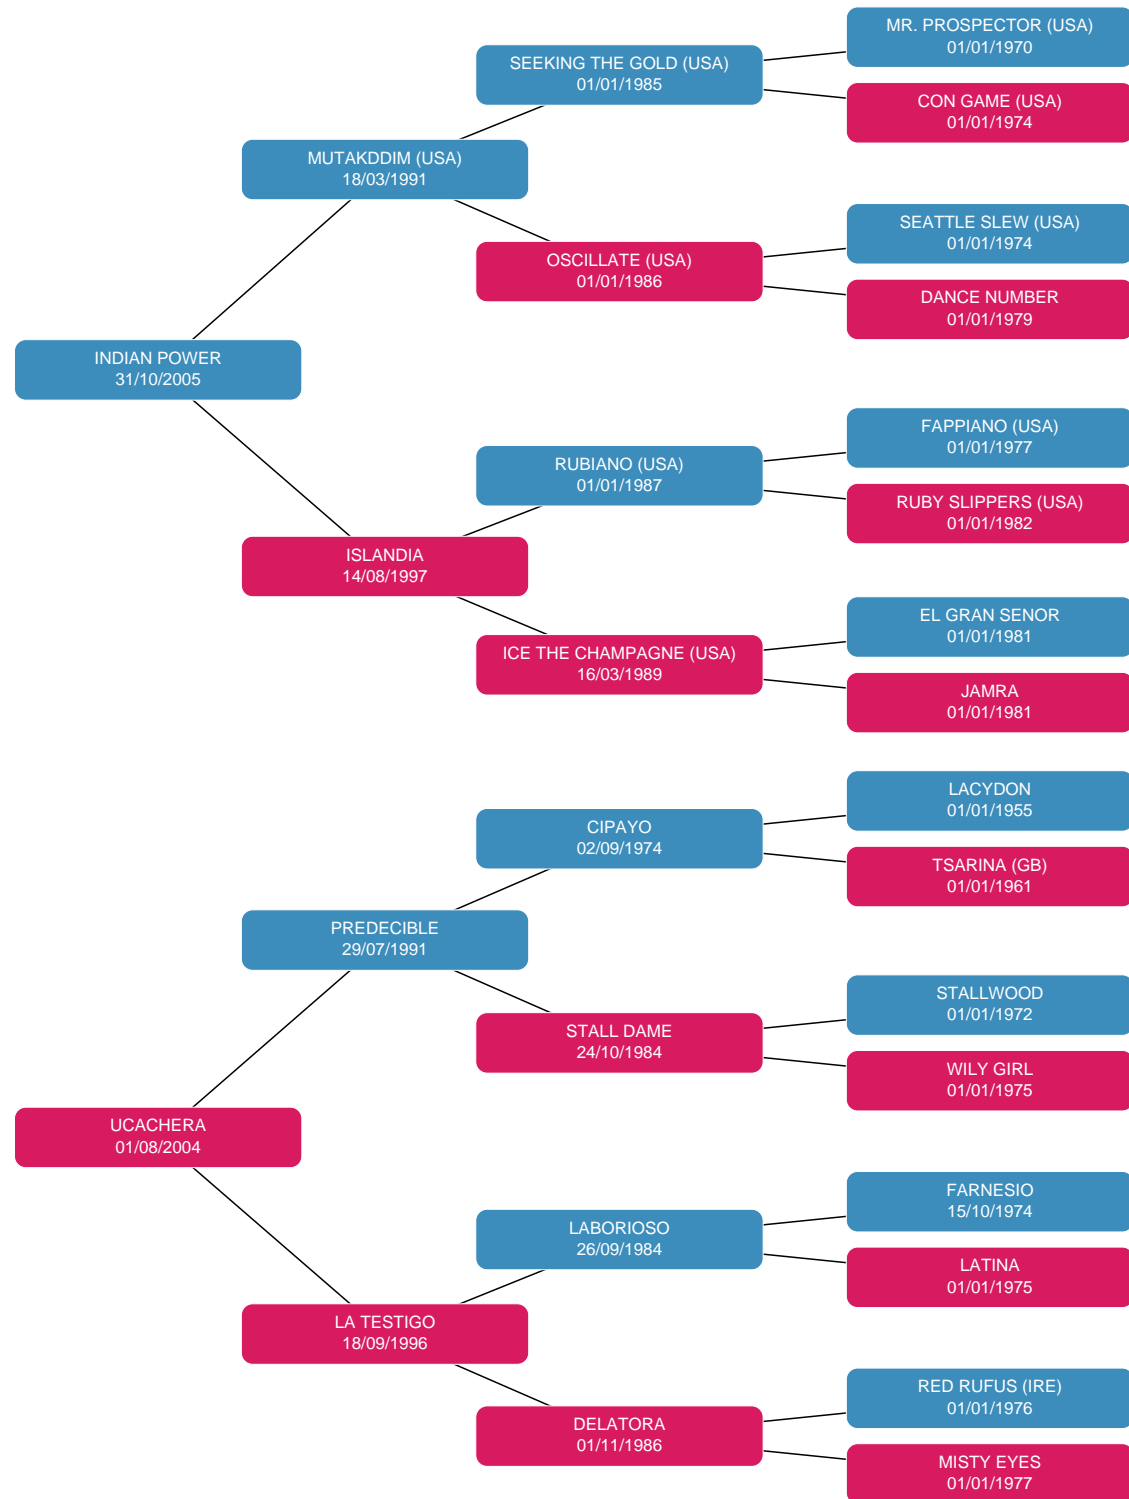 MR. PROSPECTOR (USA)
01/01/1970
SEEKING THE GOLD (USA)
01/01/1985
CON GAME (USA)
01/01/1974
MUTAKDDIM (USA)
18/03/1991
SEATTLE SLEW (USA)
01/01/1974
OSCILLATE (USA)
01/01/1986
DANCE NUMBER
01/01/1979
INDIAN POWER
31/10/2005
FAPPIANO (USA)
01/01/1977
RUBIANO (USA)
01/01/1987
RUBY SLIPPERS (USA)
01/01/1982
ISLANDIA
14/08/1997
EL GRAN SENOR
01/01/1981
ICE THE CHAMPAGNE (USA)
16/03/1989
JAMRA
01/01/1981
LACYDON
01/01/1955
CIPAYO
02/09/1974
TSARINA (GB)
01/01/1961
PREDECIBLE
29/07/1991
STALLWOOD
01/01/1972
STALL DAME
24/10/1984
WILY GIRL
01/01/1975
UCACHERA
01/08/2004
FARNESIO
15/10/1974
LABORIOSO
26/09/1984
LATINA
01/01/1975
LA TESTIGO
18/09/1996
RED RUFUS (IRE)
01/01/1976
DELATORA
01/11/1986
MISTY EYES
01/01/1977